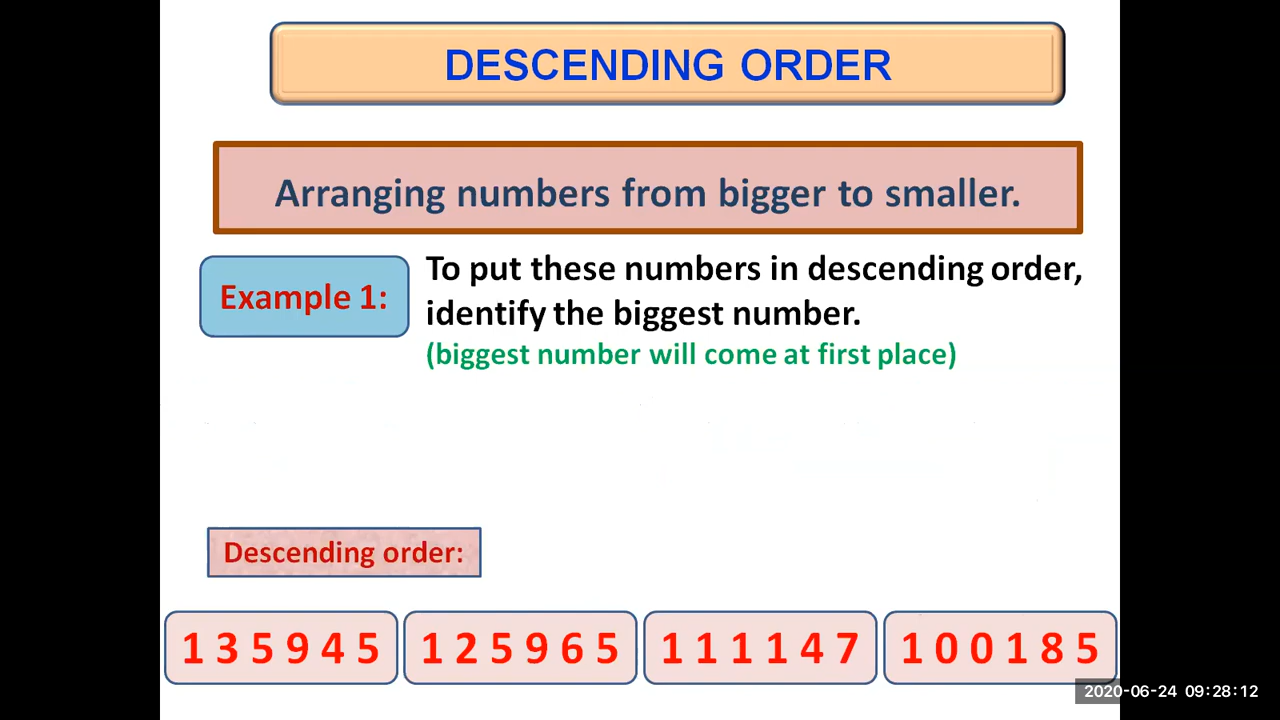 DESCENDING ORDER
Arranging numbers from bigger to smaller.
Example 1:
To put these numbers in descending order,
identify the biggest number.
(biggest number will come at first place)
Descending order:
1 3 5 9 4 5
1 2 5 9 6 5
1 1 1 1 4 7
1 0 0 1 8 5
2020-06-24 09:28:12